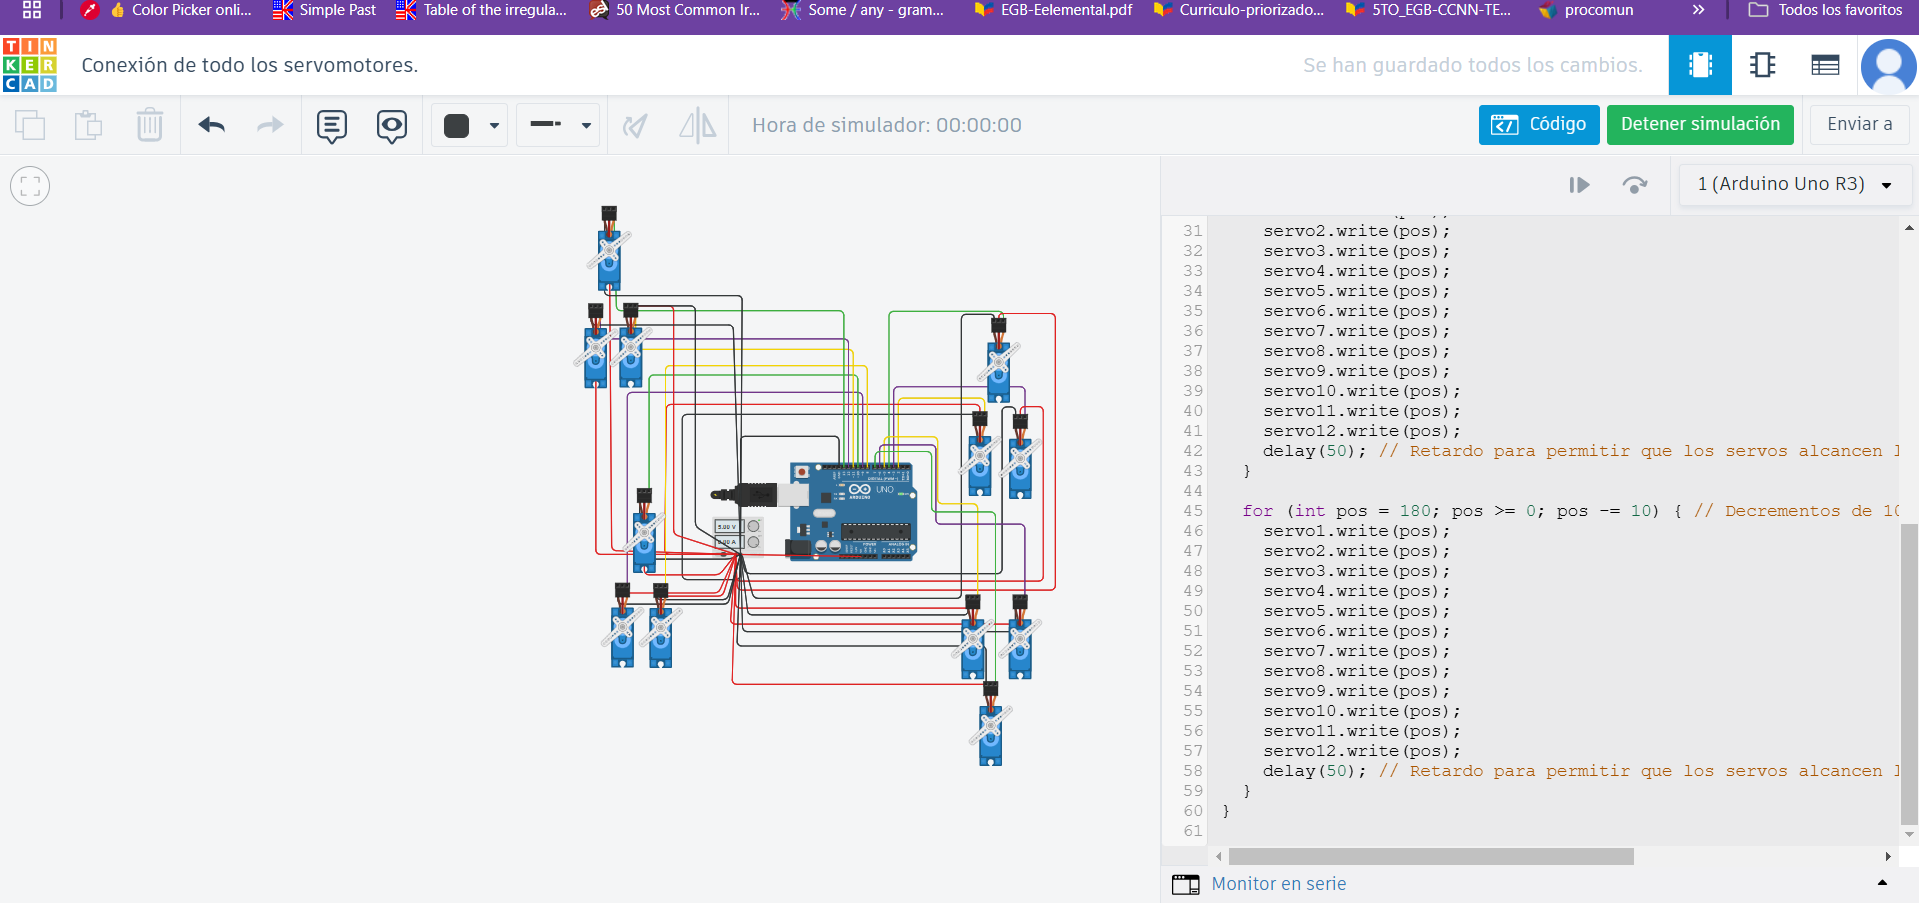 Color Picker onli...
Simple Past
Table of the irregula...
50 Most Common Ir...
Some / any - gram...
EGB-Eelemental.pdf
Curriculo-priorizado...
5TO_EGB-CCNN-TE...
procomun
»
Todos los favoritos
TIN
KER
CAD
Conexión de todo los servomotores.
Se han guardado todos los cambios.
Hora de simulador: 00:00:00
Código
Detener simulación
Enviar a
1 (Arduino Uno R3)
31 servo2.write(pos);
32 servo3.write(pos);
33 servo4.write(pos);
34 servo5.write(pos);
35 servo6.write(pos);
36 servo7.write(pos);
37 servo8.write(pos);
38 servo9.write(pos);
39 servo10.write(pos);
40 servo11.write(pos);
41 servo12.write(pos);
42 delay(50); // Retardo para permitir que los servos alcancen l
43 }
44
45 for (int pos = 180; pos >= 0; pos -= 10) { // Decrementos de 10
46 servo1.write(pos);
47 servo2.write(pos);
48 servo3.write(pos);
49 servo4.write(pos);
50 servo5.write(pos);
51 servo6.write(pos);
52 servo7.write(pos);
53 servo8.write(pos);
54 servo9.write(pos);
55 servo10.write(pos);
56 servo11.write(pos);
57 servo12.write(pos);
58 delay(50); // Retardo para permitir que los servos alcancen l
59 }
60 }
61
Monitor en serie
5.00 V
UNO
ARDUINO